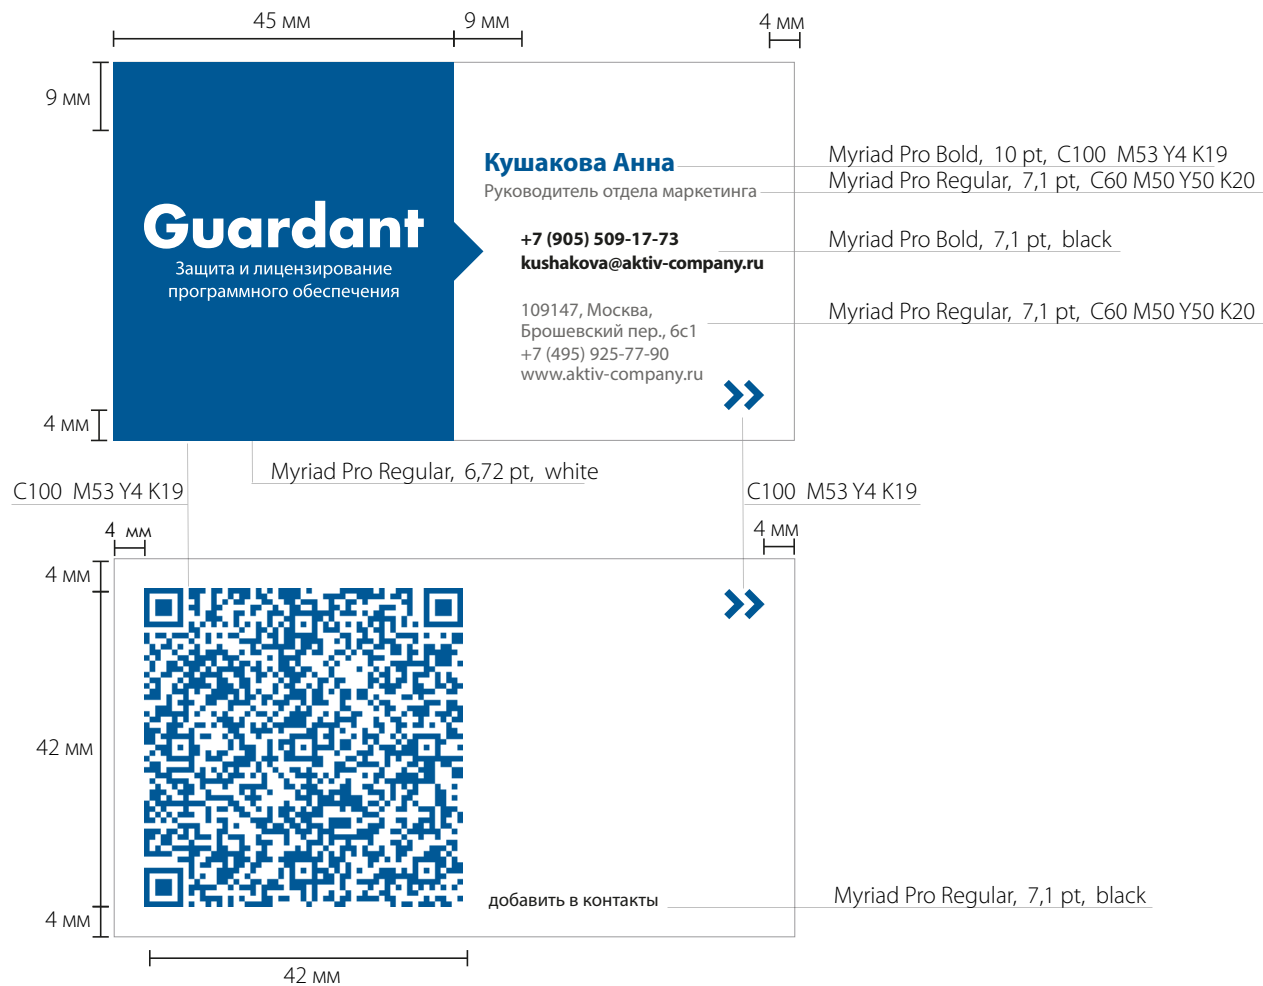 45 мм
9 мм
4 мм
9 мм
Кушакова Анна
Myriad Pro Bold, 10 pt, C100 M53 Y4 K19
Руководитель отдела маркетинга
Myriad Pro Regular, 7,1 pt, C60 M50 Y50 K20
Guardant
Защита и лицензирование
программного обеспечения
+7 (905) 509-17-73
kushakova@aktiv-company.ru
Myriad Pro Bold, 7,1 pt, black
109147, Москва,
Брошевский пер., 6с1
+7 (495) 925-77-90
www.aktiv-company.ru
Myriad Pro Regular, 7,1 pt, C60 M50 Y50 K20
4 мм
Myriad Pro Regular, 6,72 pt, white
C100 M53 Y4 K19
C100 M53 Y4 K19
4 мм
4 мм
4 мм
42 мм
добавить в контакты
Myriad Pro Regular, 7,1 pt, black
4 мм
42 мм